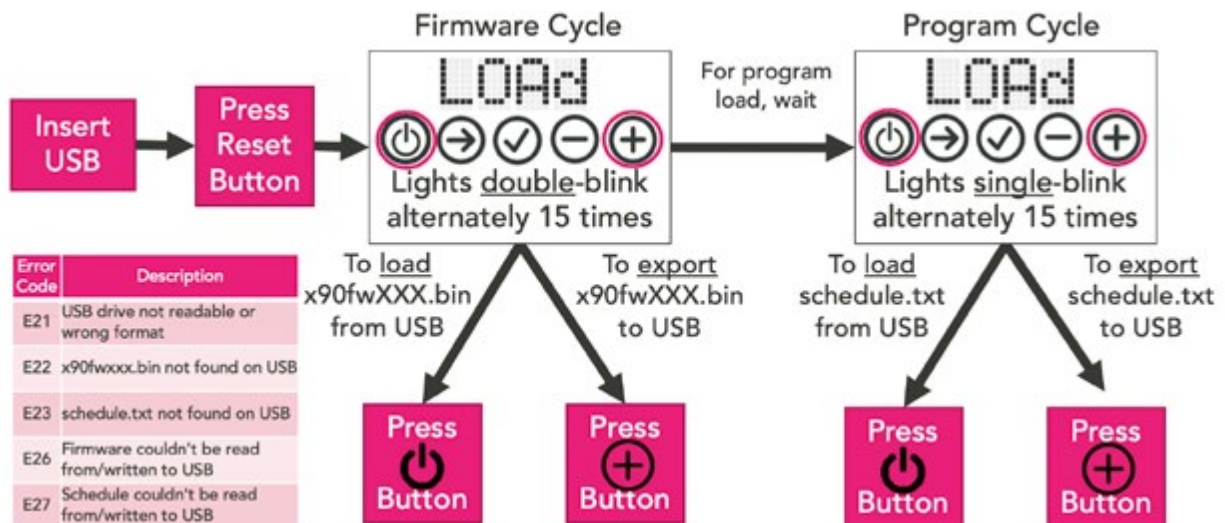 Firmware Cycle
LOAd
Lights double-blink
alternately 15 times
For program
load, wait
Program Cycle
LOAd
Lights single-blink
alternately 15 times
Insert
USB
Press
Reset
Button
To load
x90fwXXX.bin
from USB
To export
x90fwXXX.bin
to USB
To load
schedule.txt
from USB
To export
schedule.txt
to USB
Press
Button
Press
Button
Press
Button
Press
Button
Error
Code
Description
E21
USB drive not readable or
wrong format
E22
x90fwxxx.bin not found on USB
E23
schedule.txt not found on USB
E26
Firmware couldn't be read
from/written to USB
E27
Schedule couldn't be read
from/written to USB